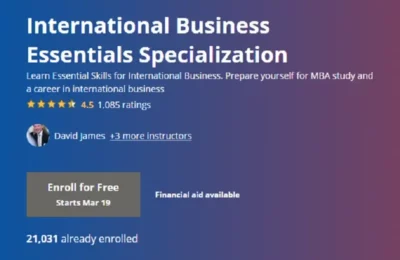 International Business
Essentials Specialization
Learn Essential Skills for International Business. Prepare yourself for MBA study and
a career in international business
4.5 1,085 ratings
David James +3 more instructors
Enroll for Free
Starts Mar 19
Financial aid available
21,031 already enrolled